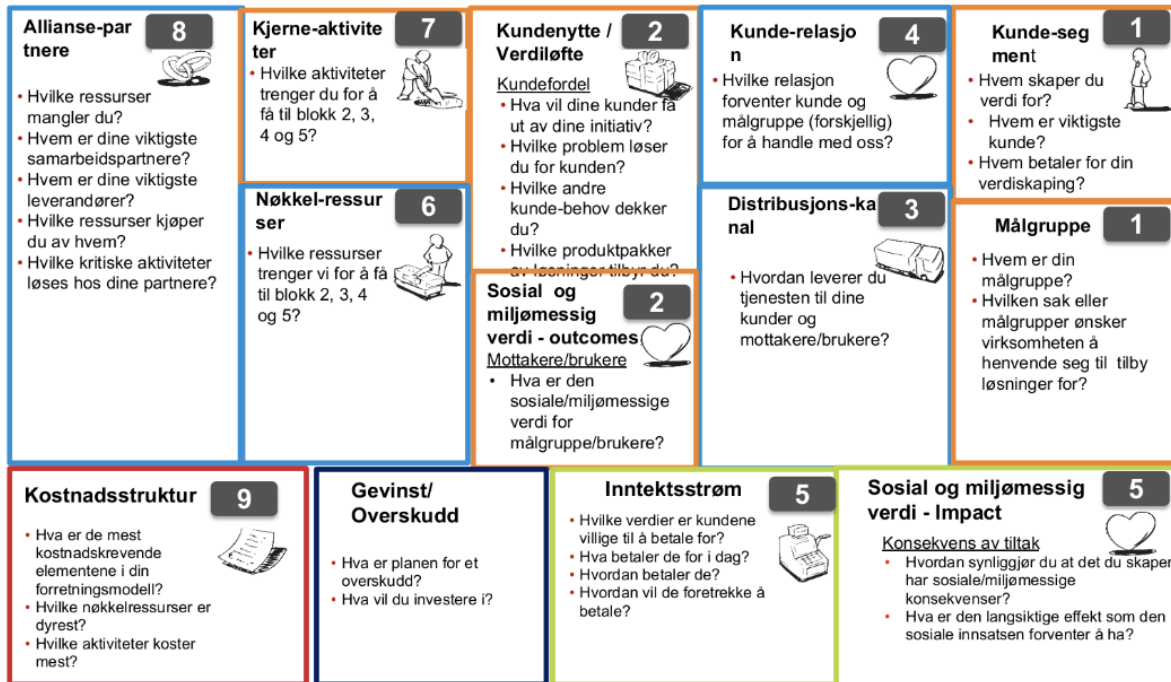 Allianse-pa
rtnere
8
Hvilke ressurser
mangler du?
Hvem er dine viktigste
samarbeidspartnere?
Hvem er dine viktigste
leverandører?
Hvilke ressurser kjøper
du av hvem?
Hvilke kritiske aktiviteter
løses hos dine partnere?
Kjerne-aktivite
ter
7
Hvilke aktiviteter
trenger du for å
få til blokk 2, 3,
4 og 5?
Nøkkel-ressur
ser
6
Hvilke ressurser
trenger vi for å få
til blokk 2, 3, 4
og 5?
Kundenytte /
Verdiløfte
2
Kundefordel
Hva vil dine kunder få
ut av dine initiativ?
Hvilke problem løser
du for kunden?
Hvilke andre
kunde-behov dekker
du?
Hvilke produktpakker
av løsninger tilbyr du?
Sosial og
miljømessig
verdi - outcomes
2
Mottakere/brukere
Hva er den
sosiale/miljømessige
verdi for
målgruppe/brukere?
Kunde-relasjo
n
4
Hvilke relasjon
forventer kunde og
målgruppe (forskjellig)
for å handle med oss?
Distribusjons-ka
nal
3
Hvordan leverer du
tjenesten til dine
kunder og
mottakere/brukere?
Kunde-seg
ment
1
Hvem skaper du
verdi for?
Hvem er viktigste
kunde?
Hvem betaler for din
verdiskaping?
Målgruppe
1
Hvem er din
målgruppe?
Hvilken sak eller
målgrupper ønsker
virksomheten å
henvende seg til tilby
løsninger for?
Kostnadsstruktur
9
Hva er de mest
kostnadskrevende
elementene i din
forretningsmodell?
Hvilke nøkkelressurser er
dyrest?
Hvilke aktiviteter koster
mest?
Gevinst/
Overskudd
Hva er planen for et
overskudd?
Hva vil du investere i?
Inntektsstrøm
5
Hvilke verdier er kundene
villige til å betale for?
Hva betaler de for i dag?
Hvordan betaler de?
Hvordan vil de foretrekke å
betale?
Sosial og miljømessig
verdi - Impact
5
Konsekvens av tiltak
Hvordan synliggjør du at det du skaper
har sosiale/miljømessige
konsekvenser?
Hva er den langsiktige effekt som den
sosiale innsatsen forventer å ha?